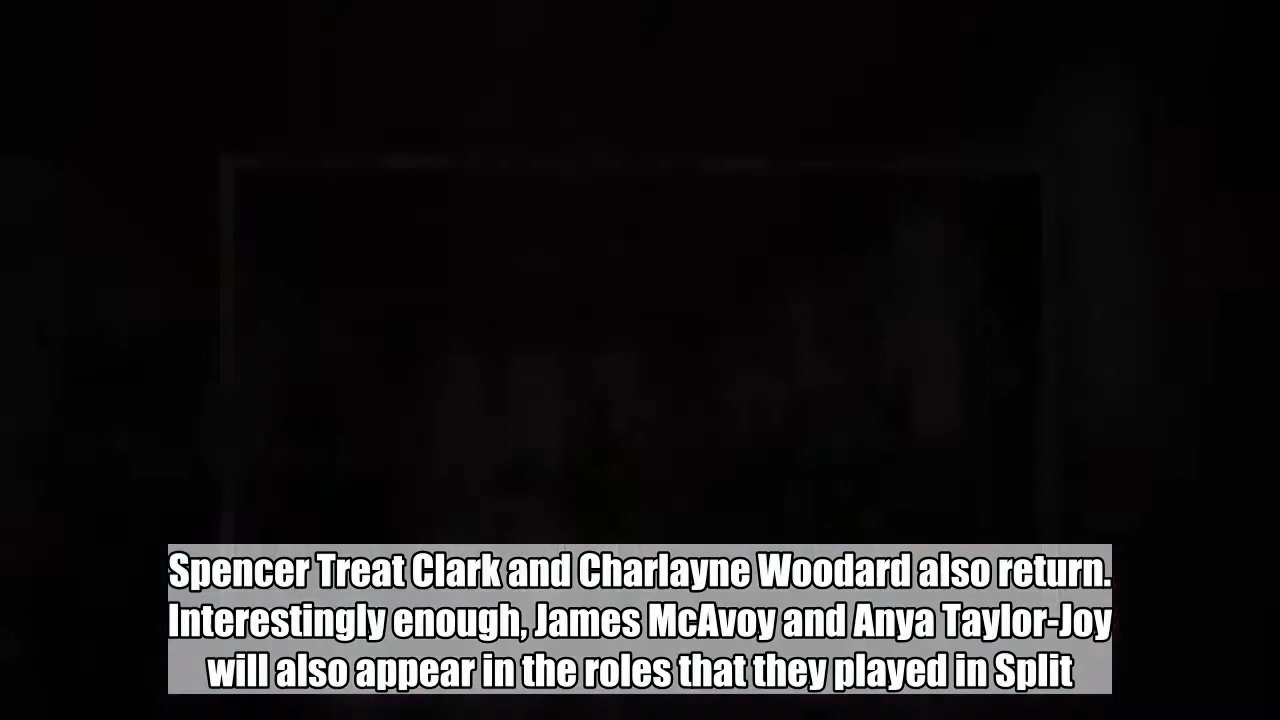 Spencer Treat Clark and Charlayne Woodard also return.
Interestingly enough, James McAvoy and Anya Taylor-Joy
will also appear in the roles that they played in Split